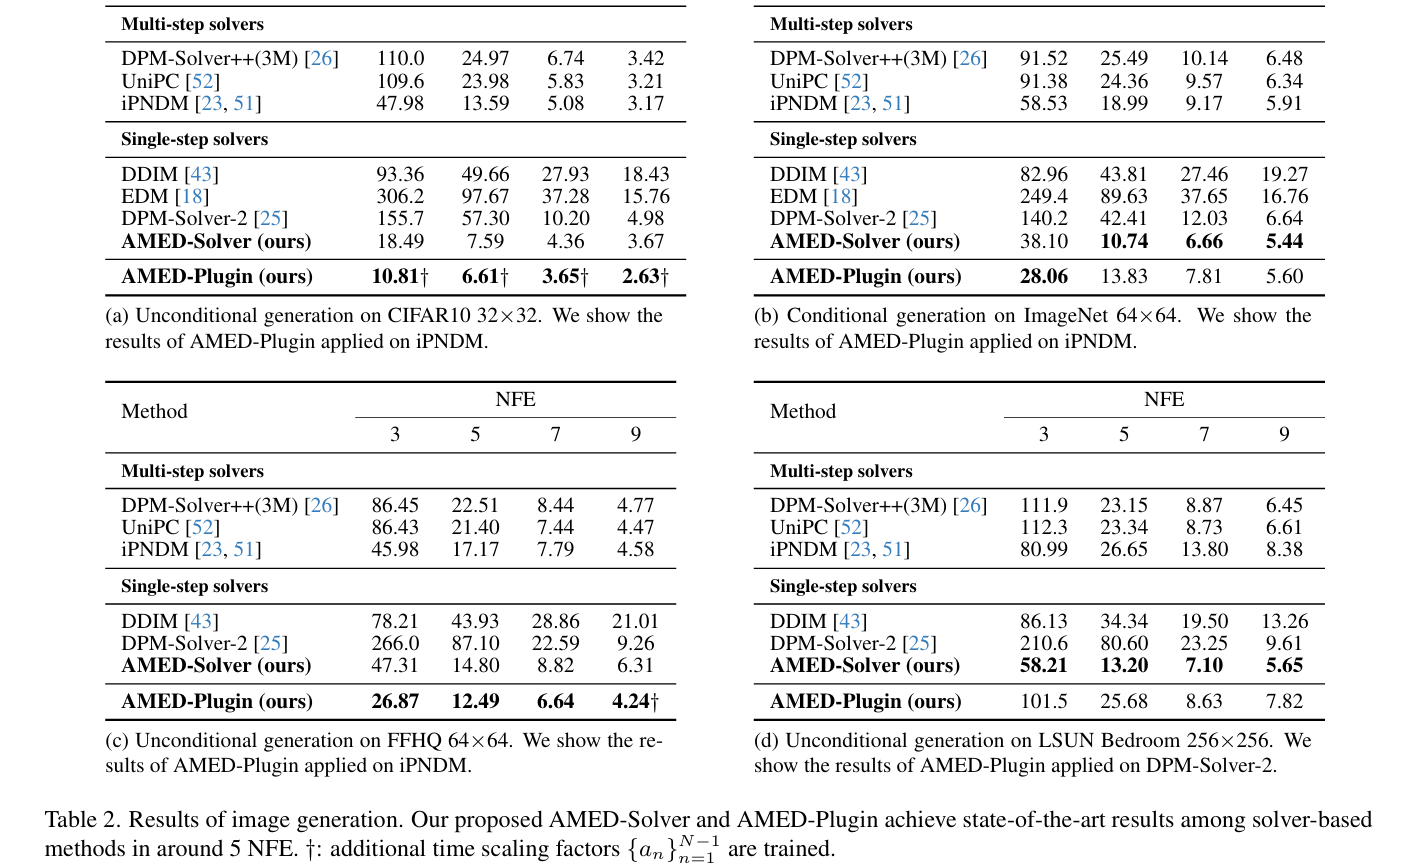 Multi-step solvers
DPM-Solver++(3M) [26] 110.0 24.97 6.74 3.42
UniPC [52] 109.6 23.98 5.83 3.21
iPNDM [23, 51] 47.98 13.59 5.08 3.17
Single-step solvers
DDIM [43] 93.36 49.66 27.93 18.43
EDM [18] 306.2 97.67 37.28 15.76
DPM-Solver-2 [25] 155.7 57.30 10.20 4.98
AMED-Solver (ours) 18.49 7.59 4.36 3.67
AMED-Plugin (ours) 10.81† 6.61† 3.65† 2.63†
(a) Unconditional generation on CIFAR10 32×32. We show the
results of AMED-Plugin applied on iPNDM.
Multi-step solvers
DPM-Solver++(3M) [26] 91.52 25.49 10.14 6.48
UniPC [52] 91.38 24.36 9.57 6.34
iPNDM [23, 51] 58.53 18.99 9.17 5.91
Single-step solvers
DDIM [43] 82.96 43.81 27.46 19.27
EDM [18] 249.4 89.63 37.65 16.76
DPM-Solver-2 [25] 140.2 42.41 12.03 6.64
AMED-Solver (ours) 38.10 10.74 6.66 5.44
AMED-Plugin (ours) 28.06 13.83 7.81 5.60
(b) Conditional generation on ImageNet 64×64. We show the
results of AMED-Plugin applied on iPNDM.
Method NFE
3 5 7 9
Multi-step solvers
DPM-Solver++(3M) [26] 86.45 22.51 8.44 4.77
UniPC [52] 86.43 21.40 7.44 4.47
iPNDM [23, 51] 45.98 17.17 7.79 4.58
Single-step solvers
DDIM [43] 78.21 43.93 28.86 21.01
DPM-Solver-2 [25] 266.0 87.10 22.59 9.26
AMED-Solver (ours) 47.31 14.80 8.82 6.31
AMED-Plugin (ours) 26.87 12.49 6.64 4.24†
(c) Unconditional generation on FFHQ 64×64. We show the re-
sults of AMED-Plugin applied on iPNDM.
Method NFE
3 5 7 9
Multi-step solvers
DPM-Solver++(3M) [26] 111.9 23.15 8.87 6.45
UniPC [52] 112.3 23.34 8.73 6.61
iPNDM [23, 51] 80.99 26.65 13.80 8.38
Single-step solvers
DDIM [43] 86.13 34.34 19.50 13.26
DPM-Solver-2 [25] 210.6 80.60 23.25 9.61
AMED-Solver (ours) 58.21 13.20 7.10 5.65
AMED-Plugin (ours) 101.5 25.68 8.63 7.82
(d) Unconditional generation on LSUN Bedroom 256×256. We
show the results of AMED-Plugin applied on DPM-Solver-2.
Table 2. Results of image generation. Our proposed AMED-Solver and AMED-Plugin achieve state-of-the-art results among solver-based
methods in around 5 NFE. †: additional time scaling factors {a_n}_{n=1}^{N−1} are trained.